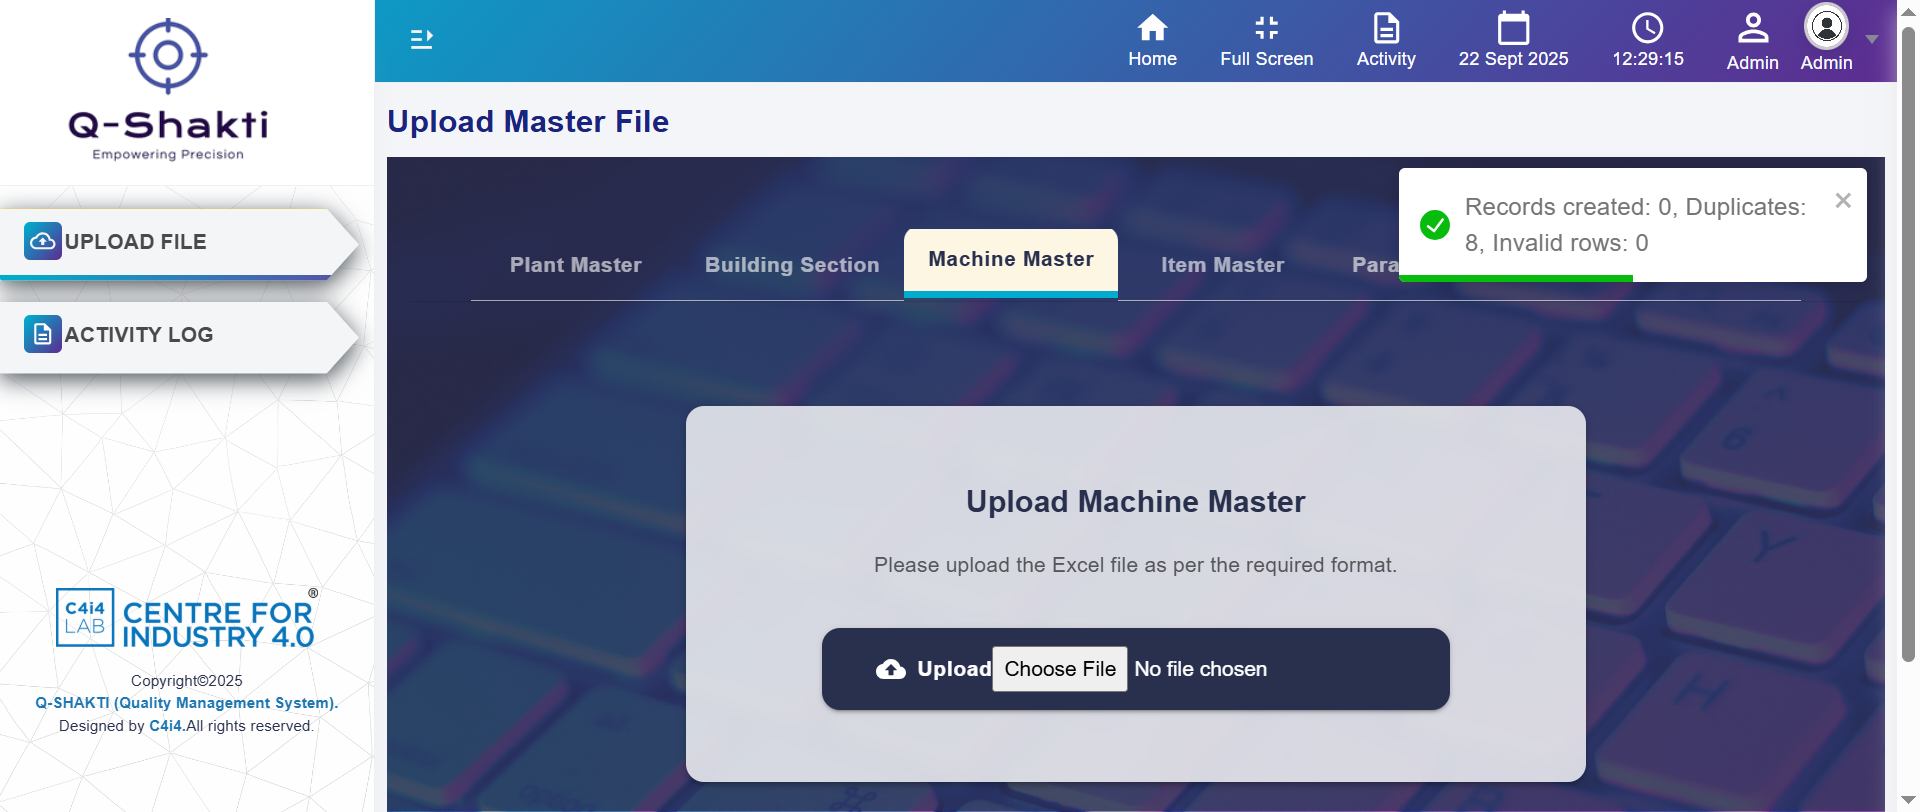 Q-Shakti
Empowering Precision
UPLOAD FILE
ACTIVITY LOG
C4i4
LAB
CENTRE FOR
INDUSTRY 4.0
®
Copyright©2025
Q-SHAKTI (Quality Management System).
Designed by C4i4.All rights reserved.
Home
Full Screen
Activity
22 Sept 2025
12:29:15
Admin
Admin
Upload Master File
Records created: 0, Duplicates:
8, Invalid rows: 0
Plant Master
Building Section
Machine Master
Item Master
Para
Upload Machine Master
Please upload the Excel file as per the required format.
Upload
Choose File
No file chosen